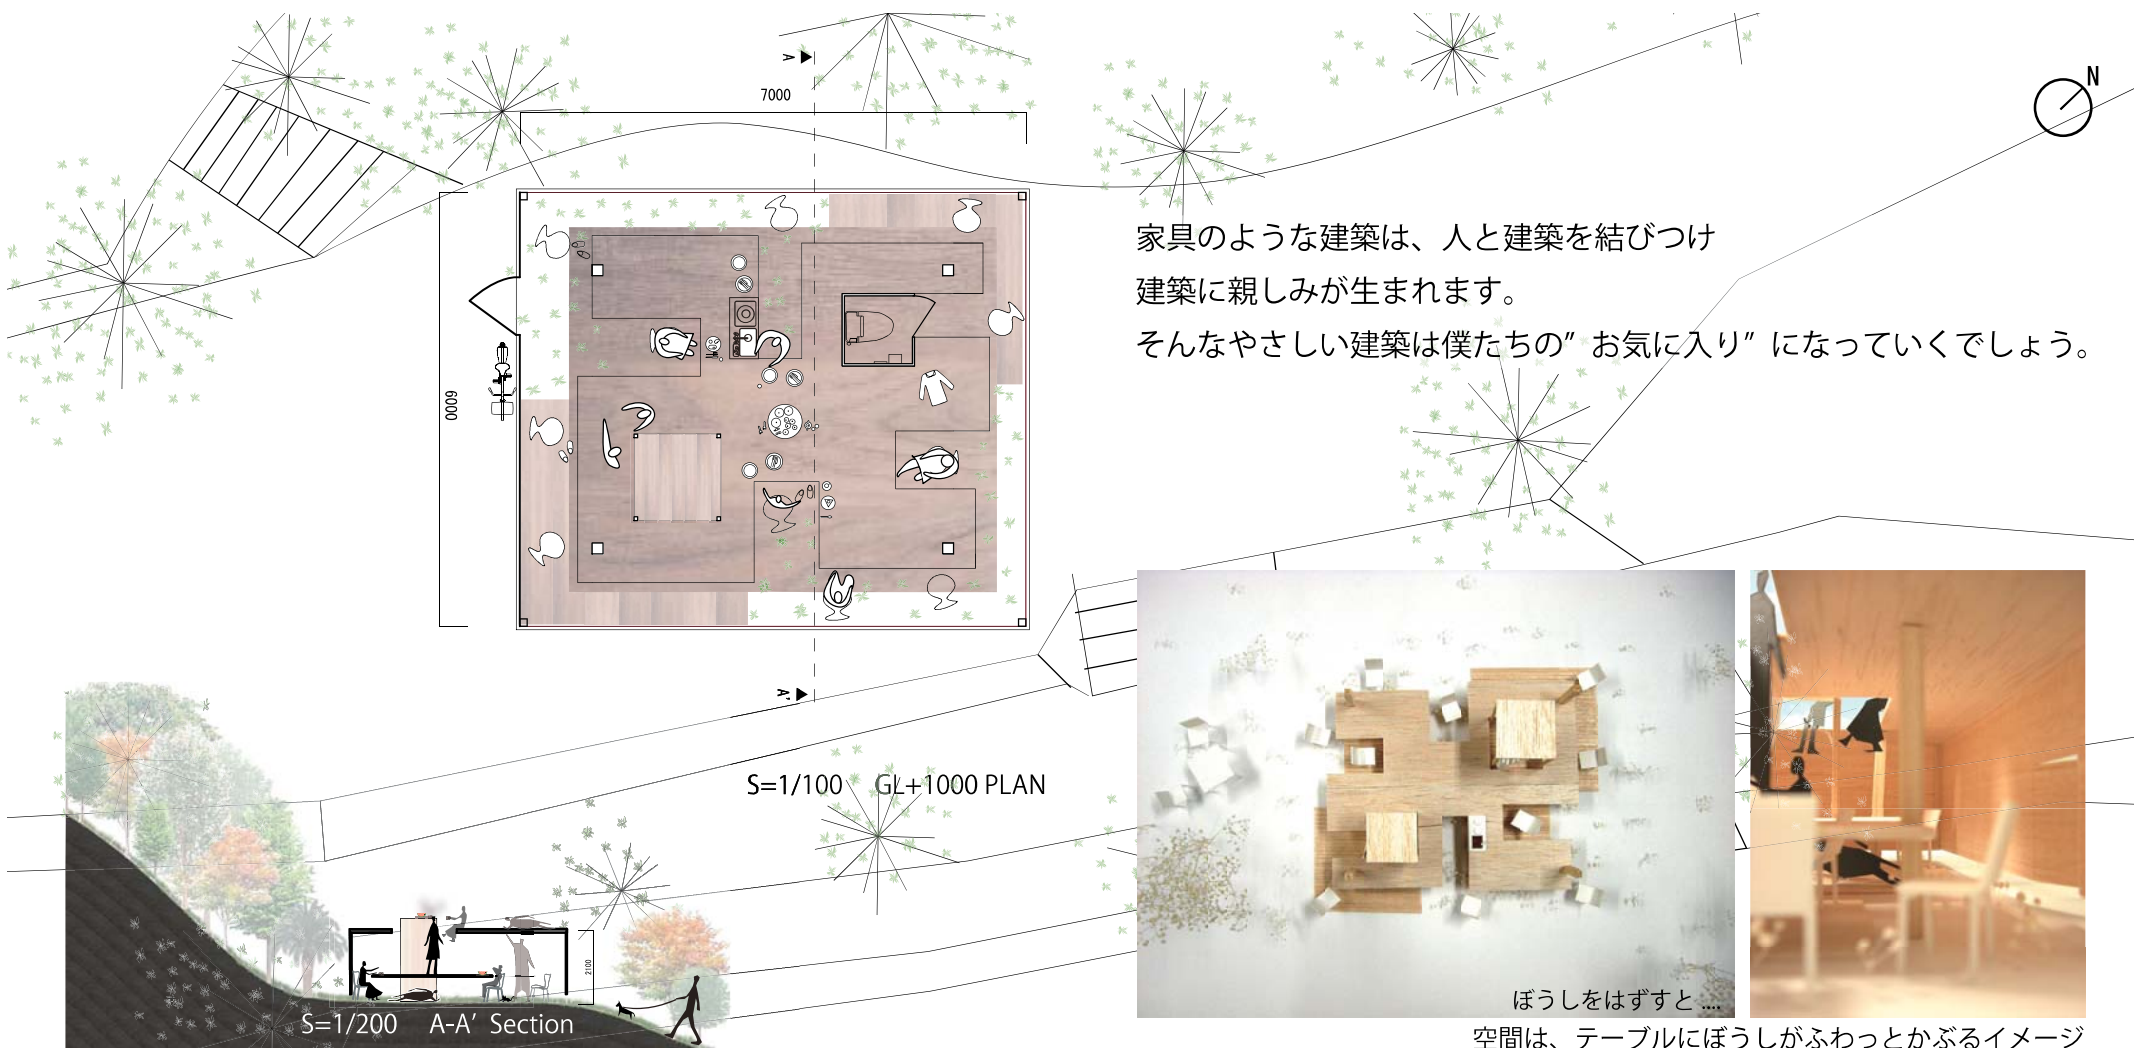 A
7000
N
家具のような建築は、人と建築を結びつけ
建築に親しみが生まれます。
そんなやさしい建築は僕たちの”お気に入り”になっていくでしょう。
6000
A'
S=1/100 GL+1000 PLAN
2100
S=1/200 A-A' Section
ぼうしをはずすと ....
空間は、テーブルにぼうしがふわっとかぶるイメージ